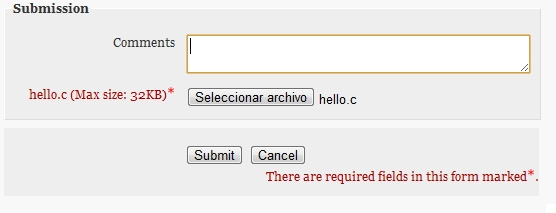 Submission
Comments
hello.c (Max size: 32KB)* Seleccionar archivo hello.c
Submit Cancel
There are required fields in this form marked*.